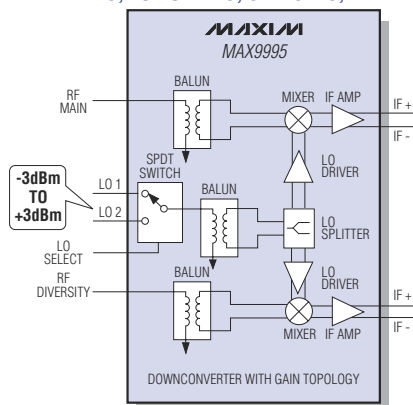 MAXIM
MAX9995
BALUN
RF
MAIN
MIXER
IF AMP
IF +
IF -
LO
DRIVER
-3dBm
TO
+3dBm
LO 1
LO 2
SPDT
SWITCH
BALUN
LO
SPLITTER
LO
SELECT
RF
DIVERSITY
BALUN
LO
DRIVER
MIXER
IF AMP
IF +
IF -
DOWNCONVERTER WITH GAIN TOPOLOGY